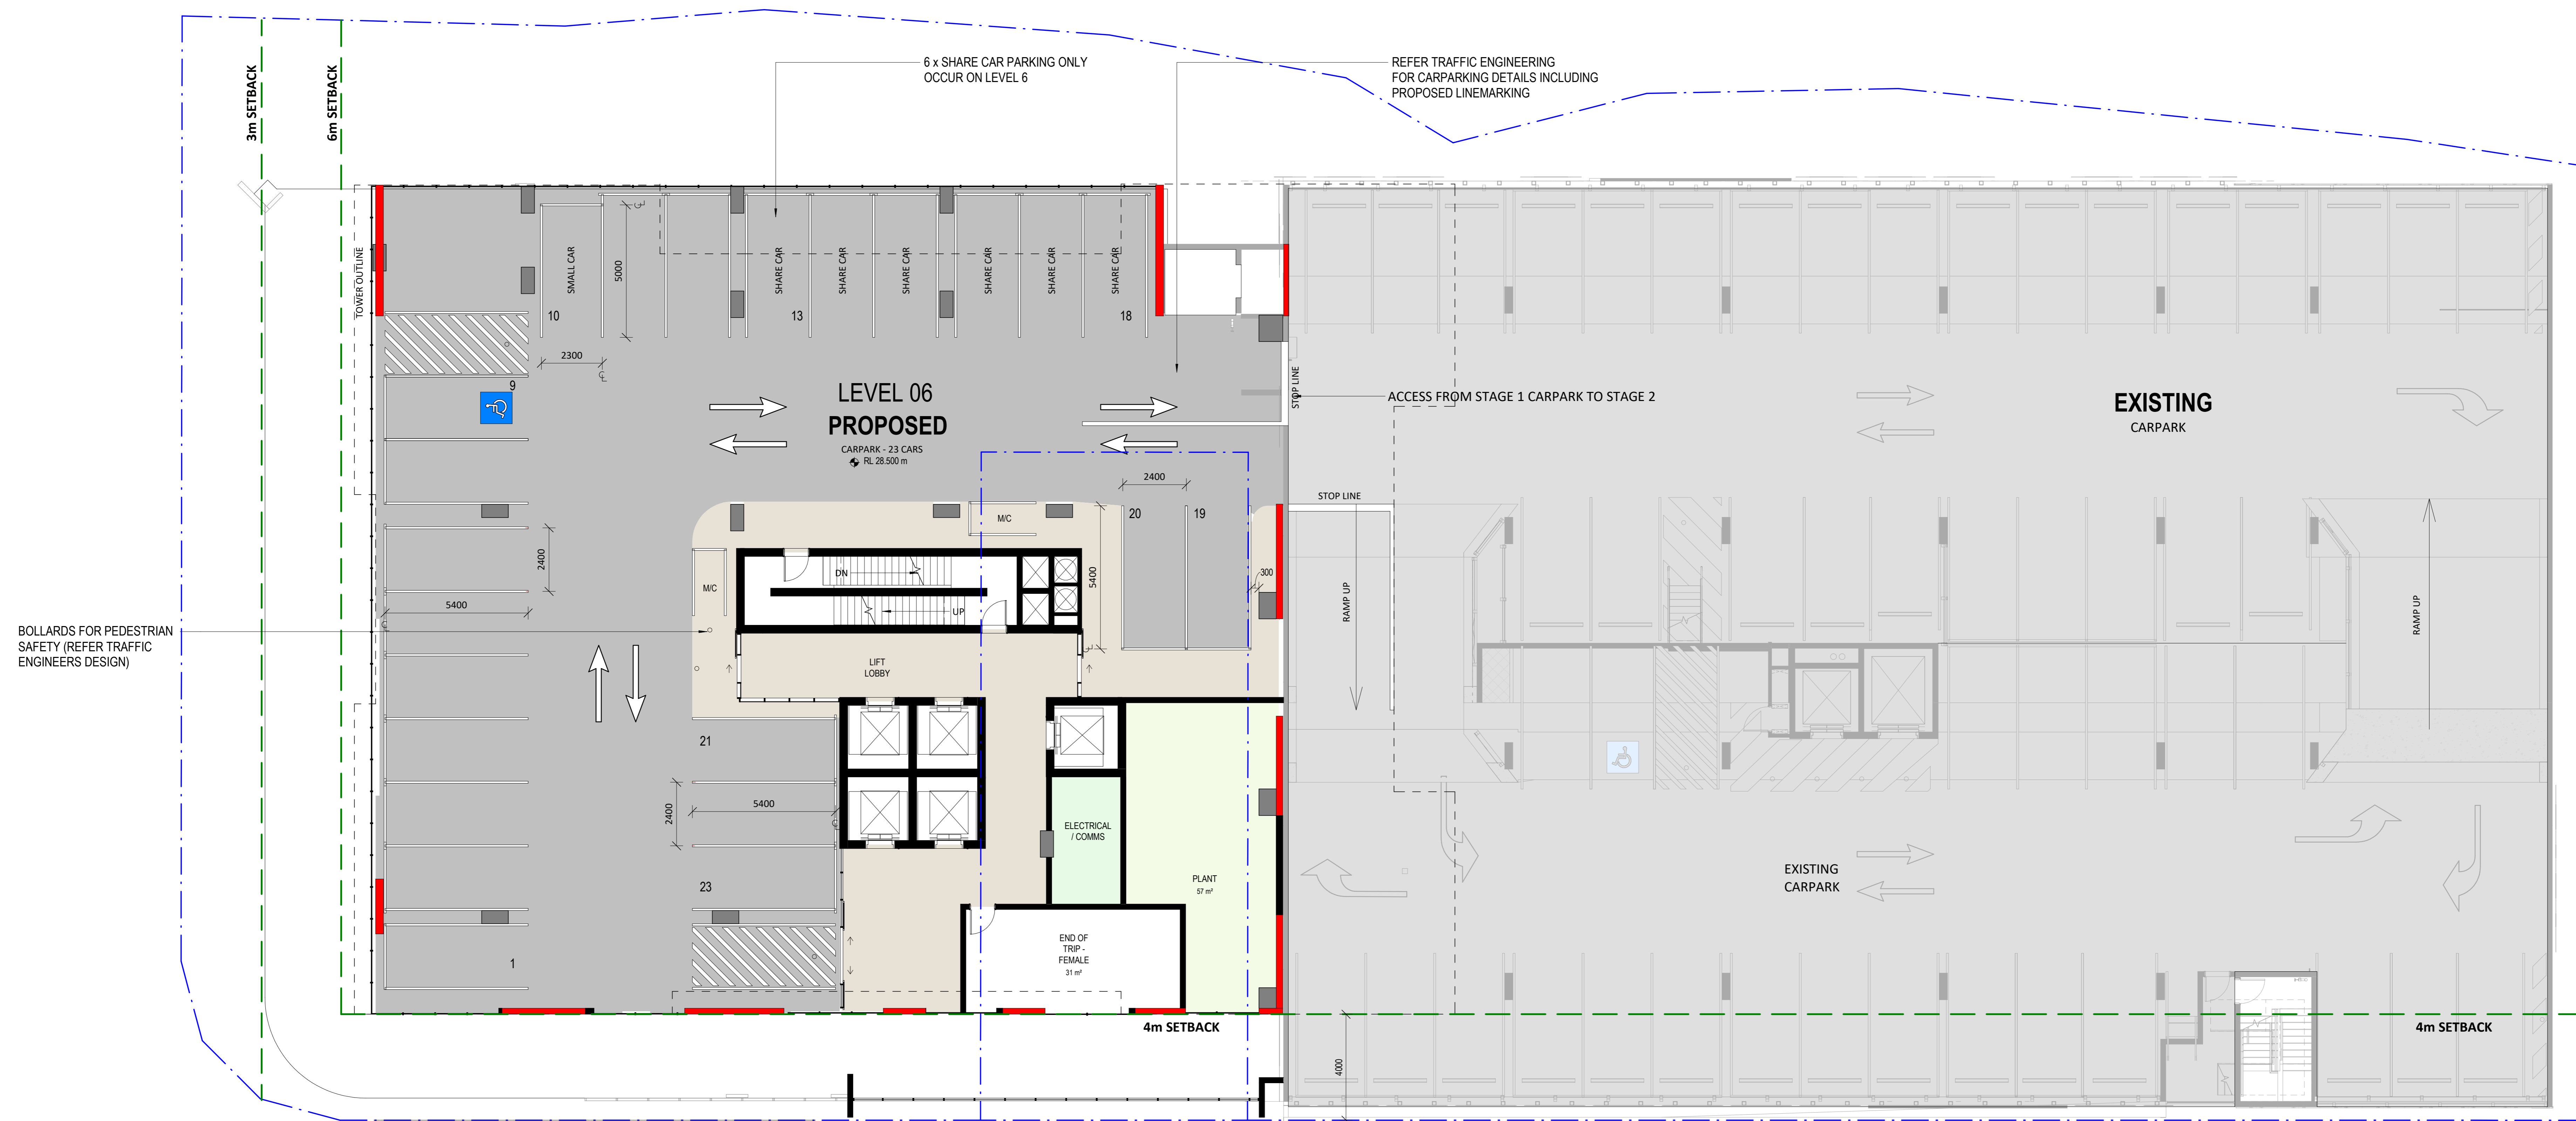 6 x SHARE CAR PARKING ONLY
OCCUR ON LEVEL 6
REFER TRAFFIC ENGINEERING
FOR CARPARKING DETAILS INCLUDING
PROPOSED LINEMARKING
3m SETBACK
6m SETBACK
TOWER OUTLINE
SMALL CAR
5000
SHARE CAR
SHARE CAR
SHARE CAR
SHARE CAR
SHARE CAR
SHARE CAR
10
13
18
2300
9
LEVEL 06
PROPOSED
CARPARK - 23 CARS
RL 28.500 m
STOP LINE
ACCESS FROM STAGE 1 CARPARK TO STAGE 2
EXISTING
CARPARK
2400
20
19
STOP LINE
M/C
2400
5400
M/C
DN
UP
5400
300
RAMP UP
RAMP UP
BOLLARDS FOR PEDESTRIAN
SAFETY (REFER TRAFFIC
ENGINEERS DESIGN)
LIFT
LOBBY
21
5400
2400
ELECTRICAL
/ COMMS
PLANT
57 m²
EXISTING
CARPARK
23
1
END OF
TRIP -
FEMALE
31 m²
4m SETBACK
4m SETBACK
4000